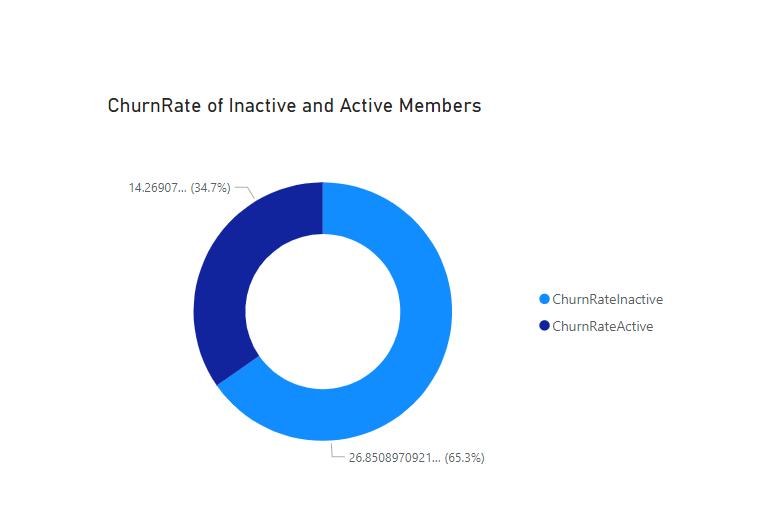 ChurnRate of Inactive and Active Members
14.26907... (34.7%)
ChurnRateInactive
ChurnRateActive
26.8508970921... (65.3%)